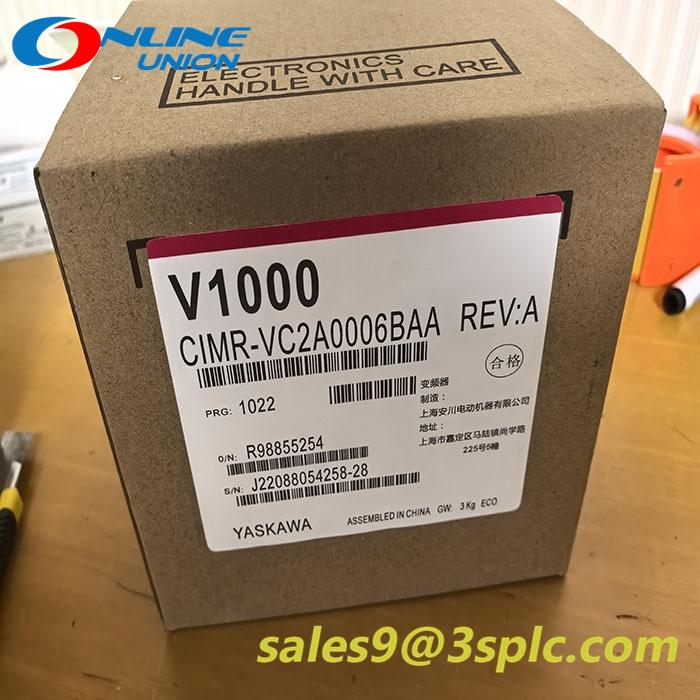 ONLINE
UNION
ELECTRONICS
HANDLE WITH CARE
V1000
CIMR-VC2A0006BAA REV:A
合格
PRG: 1022
变频器
制造：
上海安川电动机器有限公司
地址：
上海市嘉定区马陆镇尚学路
225号5幢
O/N: R98855254
S/N: J22088054258-28
YASKAWA
ASSEMBLED IN CHINA GW: 3 Kg ECO
sales9@3splc.com